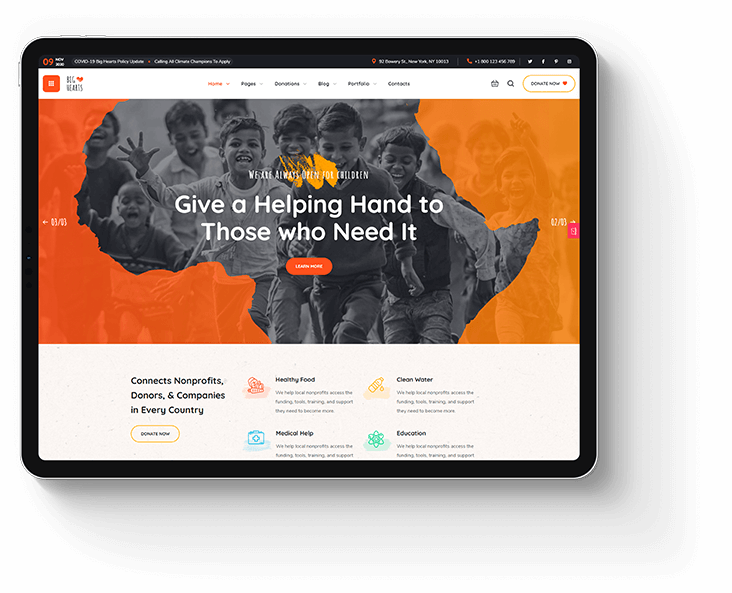 09 NOV 2020 COVID-19 Big Hearts Policy Update Calling All Climate Champions To Apply 92 Bowery St., New York, NY 10013 +1 800 123 456 789
BIG HEARTS Home Pages Donations Blog Portfolio Contacts DONATE NOW
We are Always Open for Children
Give a Helping Hand to
Those who Need It
03/03
02/03
LEARN MORE
Connects Nonprofits,
Donors, & Companies
in Every Country
DONATE NOW
Healthy Food
We help local nonprofits access the
funding, tools, training, and support
they need to become more.
Clean Water
We help local nonprofits access the
funding, tools, training, and support
they need to become more.
Medical Help
We help local nonprofits access the
funding, tools, training, and support
Education
We help local nonprofits access the
funding, tools, training, and support